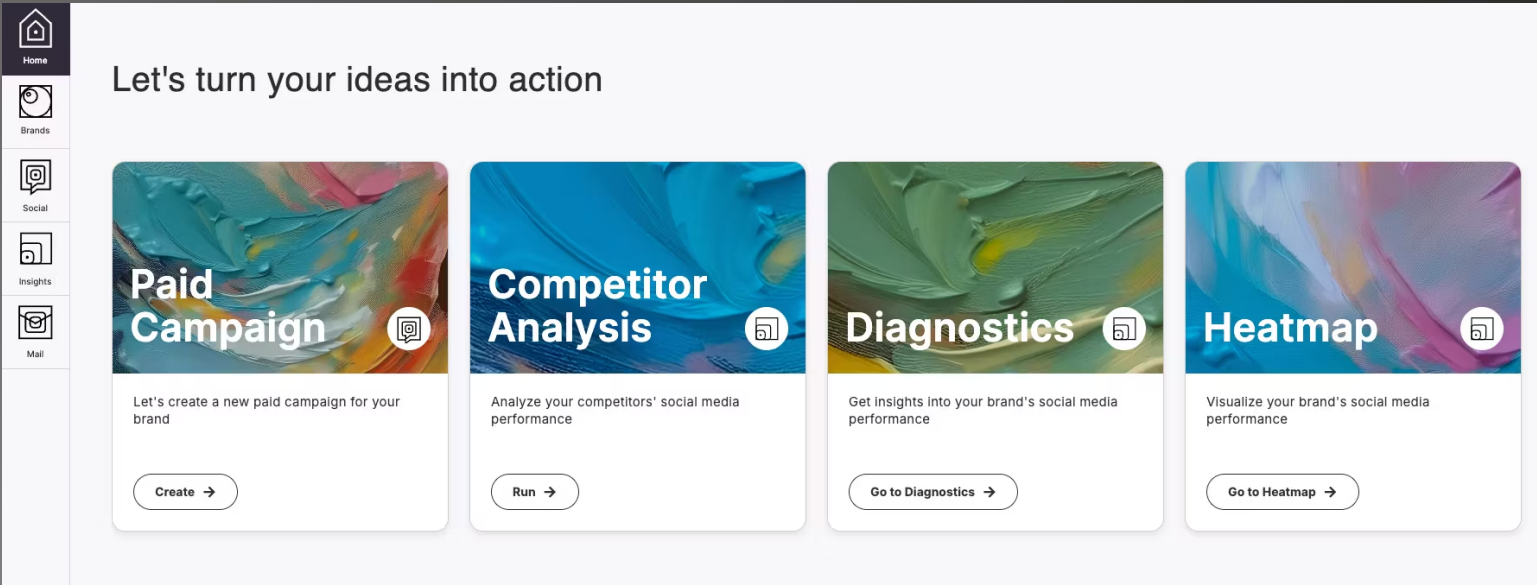 Home
Brands
Social
Insights
Mail
Let's turn your ideas into action
Paid
Campaign
Let's create a new paid campaign for your
brand
Create →
Competitor
Analysis
Analyze your competitors' social media
performance
Run →
Diagnostics
Get insights into your brand's social media
performance
Go to Diagnostics →
Heatmap
Visualize your brand's social media
performance
Go to Heatmap →